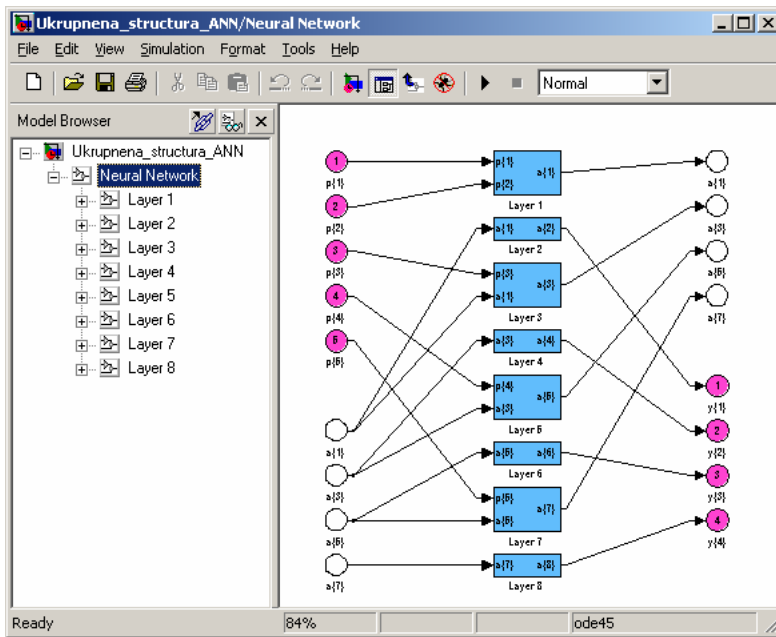 Ukrupnena_structura_ANN/Neural Network
File Edit View Simulation Format Tools Help
Normal
Model Browser
Ukrupnena_structura_ANN
Neural Network
Layer 1
Layer 2
Layer 3
Layer 4
Layer 5
Layer 6
Layer 7
Layer 8
1
p{1}
2
p{2}
3
p{3}
4
p{4}
5
p{5}
a{1}
a{3}
a{5}
a{7}
p{1} a{1}
p{2}
Layer 1
a{1} a{2}
Layer 2
p{3} a{3}
a{1}
Layer 3
a{3} a{4}
Layer 4
p{4} a{5}
a{3}
Layer 5
a{5} a{6}
Layer 6
p{5} a{7}
a{5}
Layer 7
a{7} a{8}
Layer 8
a{1}
a{3}
a{5}
a{7}
1
y{1}
2
y{2}
3
y{3}
4
y{4}
Ready 84% ode45